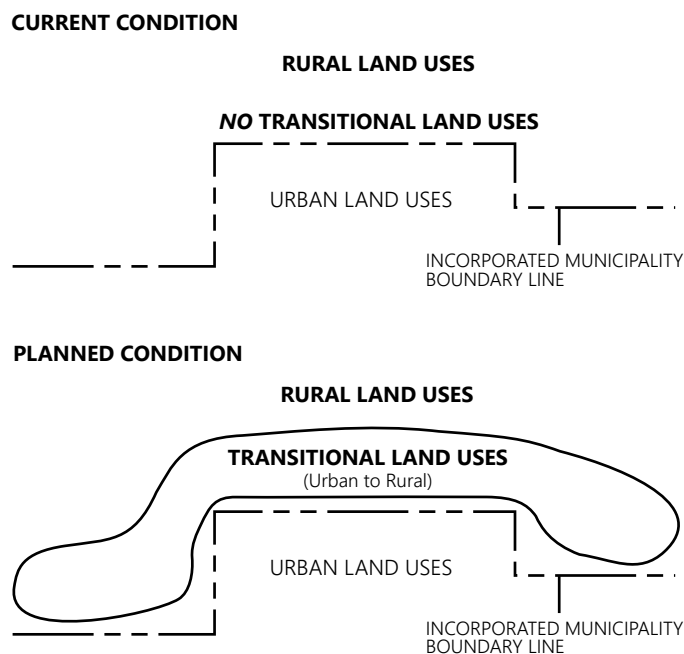 CURRENT CONDITION
RURAL LAND USES
NO TRANSITIONAL LAND USES
URBAN LAND USES
INCORPORATED MUNICIPALITY
BOUNDARY LINE
PLANNED CONDITION
RURAL LAND USES
TRANSITIONAL LAND USES
(Urban to Rural)
URBAN LAND USES
INCORPORATED MUNICIPALITY
BOUNDARY LINE